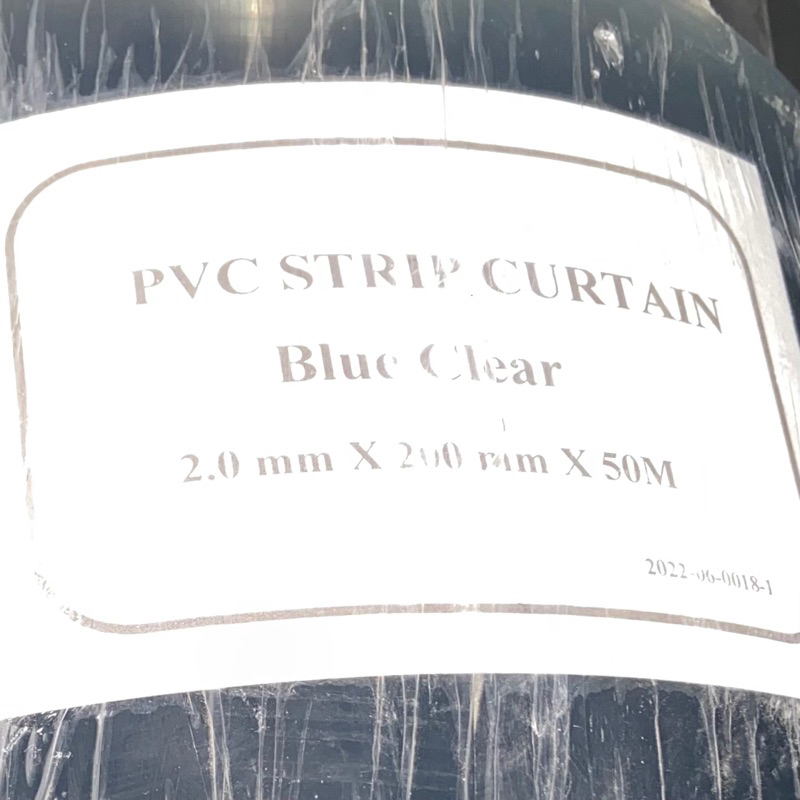 PVC STRIP CURTAIN
Blue Clear
2.0 mm X 200 mm X 50M
2022-06-0018-1